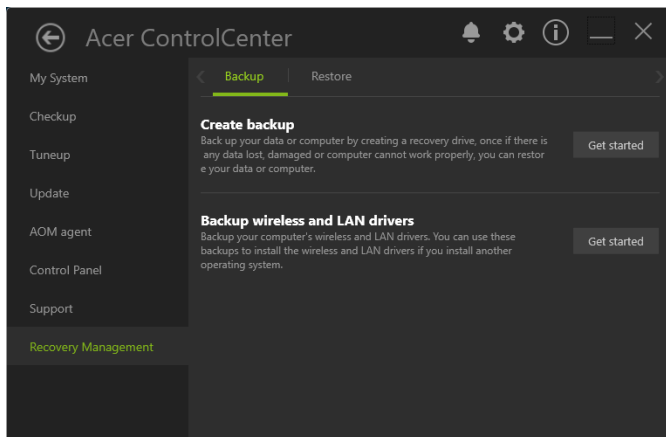 Acer ControlCenter
My System
Checkup
Tuneup
Update
AOM agent
Control Panel
Support
Recovery Management
Backup
Restore
Create backup
Back up your data or computer by creating a recovery drive, once if there is
any data lost, damaged or computer cannot work properly, you can restor
e your data or computer.
Get started
Backup wireless and LAN drivers
Backup your computer's wireless and LAN drivers. You can use these
backups to install the wireless and LAN drivers if you install another
operating system.
Get started